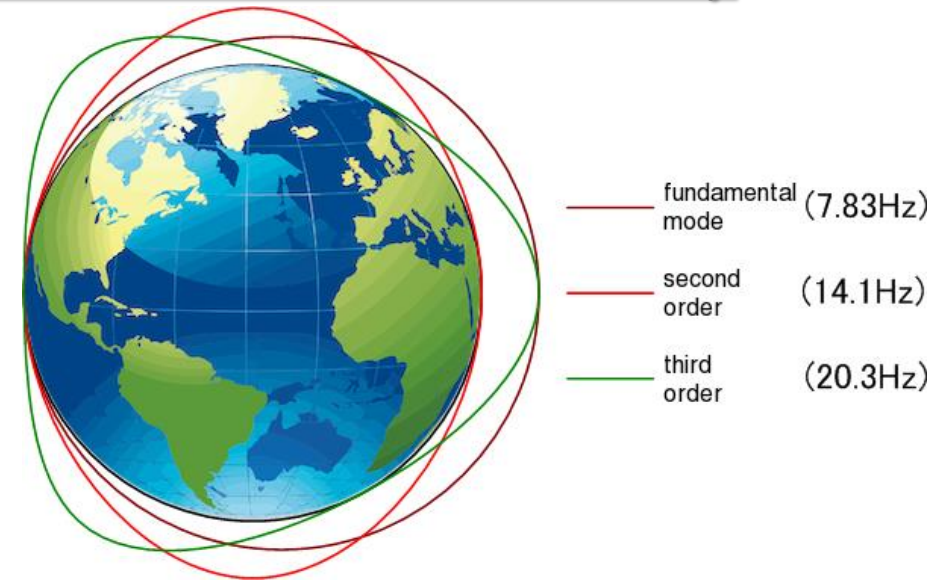 fundamental
mode (7.83Hz)
second
order (14.1Hz)
third
order (20.3Hz)